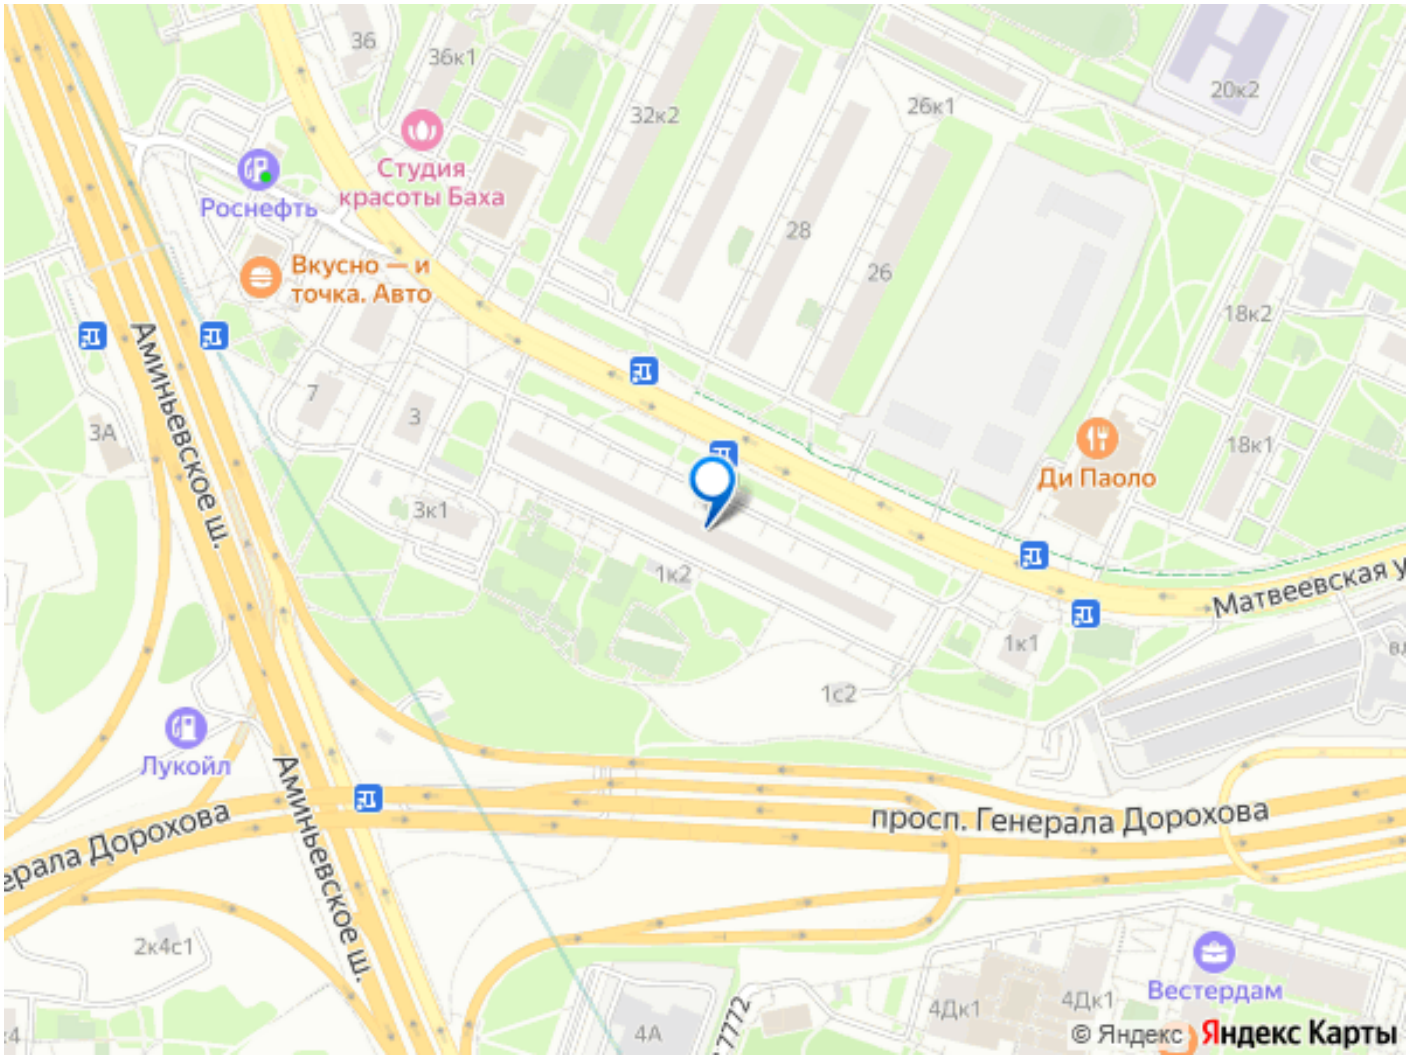 36
36к1
32к2
26к1
20к2
Студия
красоты Баха
Роснефть
28
26
Вкусно — и
точка. Авто
18к2
Аминьевское ш.
7
3
3А
18к1
Ди Паоло
3к1
1к2
Матвеевская у
1к1
1с2
Лукойл
Аминьевское ш.
просп. Генерала Дорохова
ерала Дорохова
2к4с1
Вестердам
4Дк1
4Дк1
4А
7772
© Яндекс Яндекс Карты